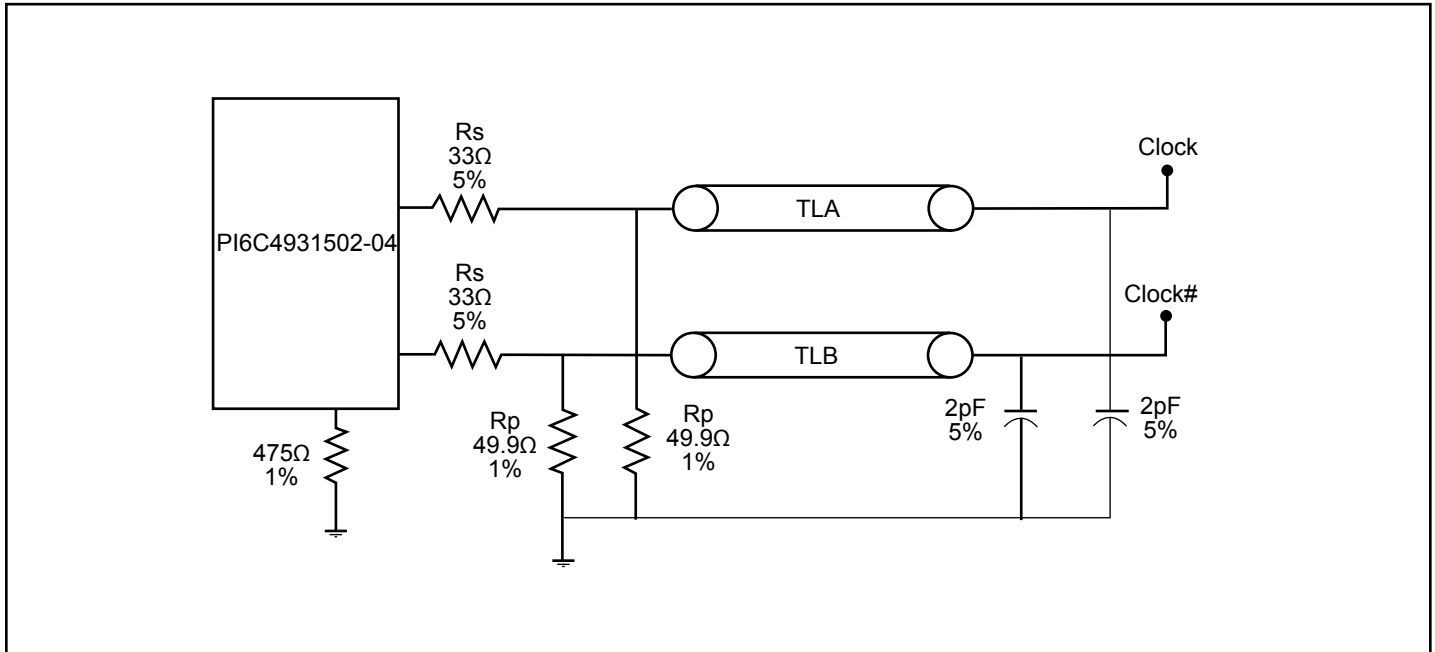 Rs
33Ω
5%
Clock
TLA
PI6C4931502-04
Rs
33Ω
5%
Clock#
TLB
Rp
49.9Ω
1%
Rp
49.9Ω
1%
2pF
5%
2pF
5%
475Ω
1%